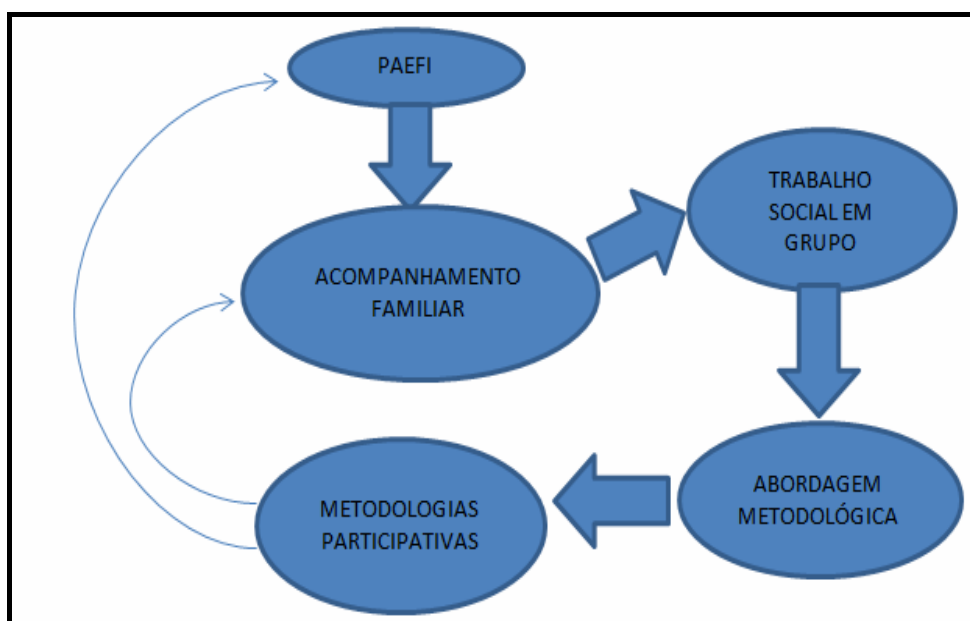 PAEFI
ACOMPANHAMENTO
FAMILIAR
TRABALHO
SOCIAL EM
GRUPO
ABORDAGEM
METODOLÓGICA
METODOLOGIAS
PARTICIPATIVAS